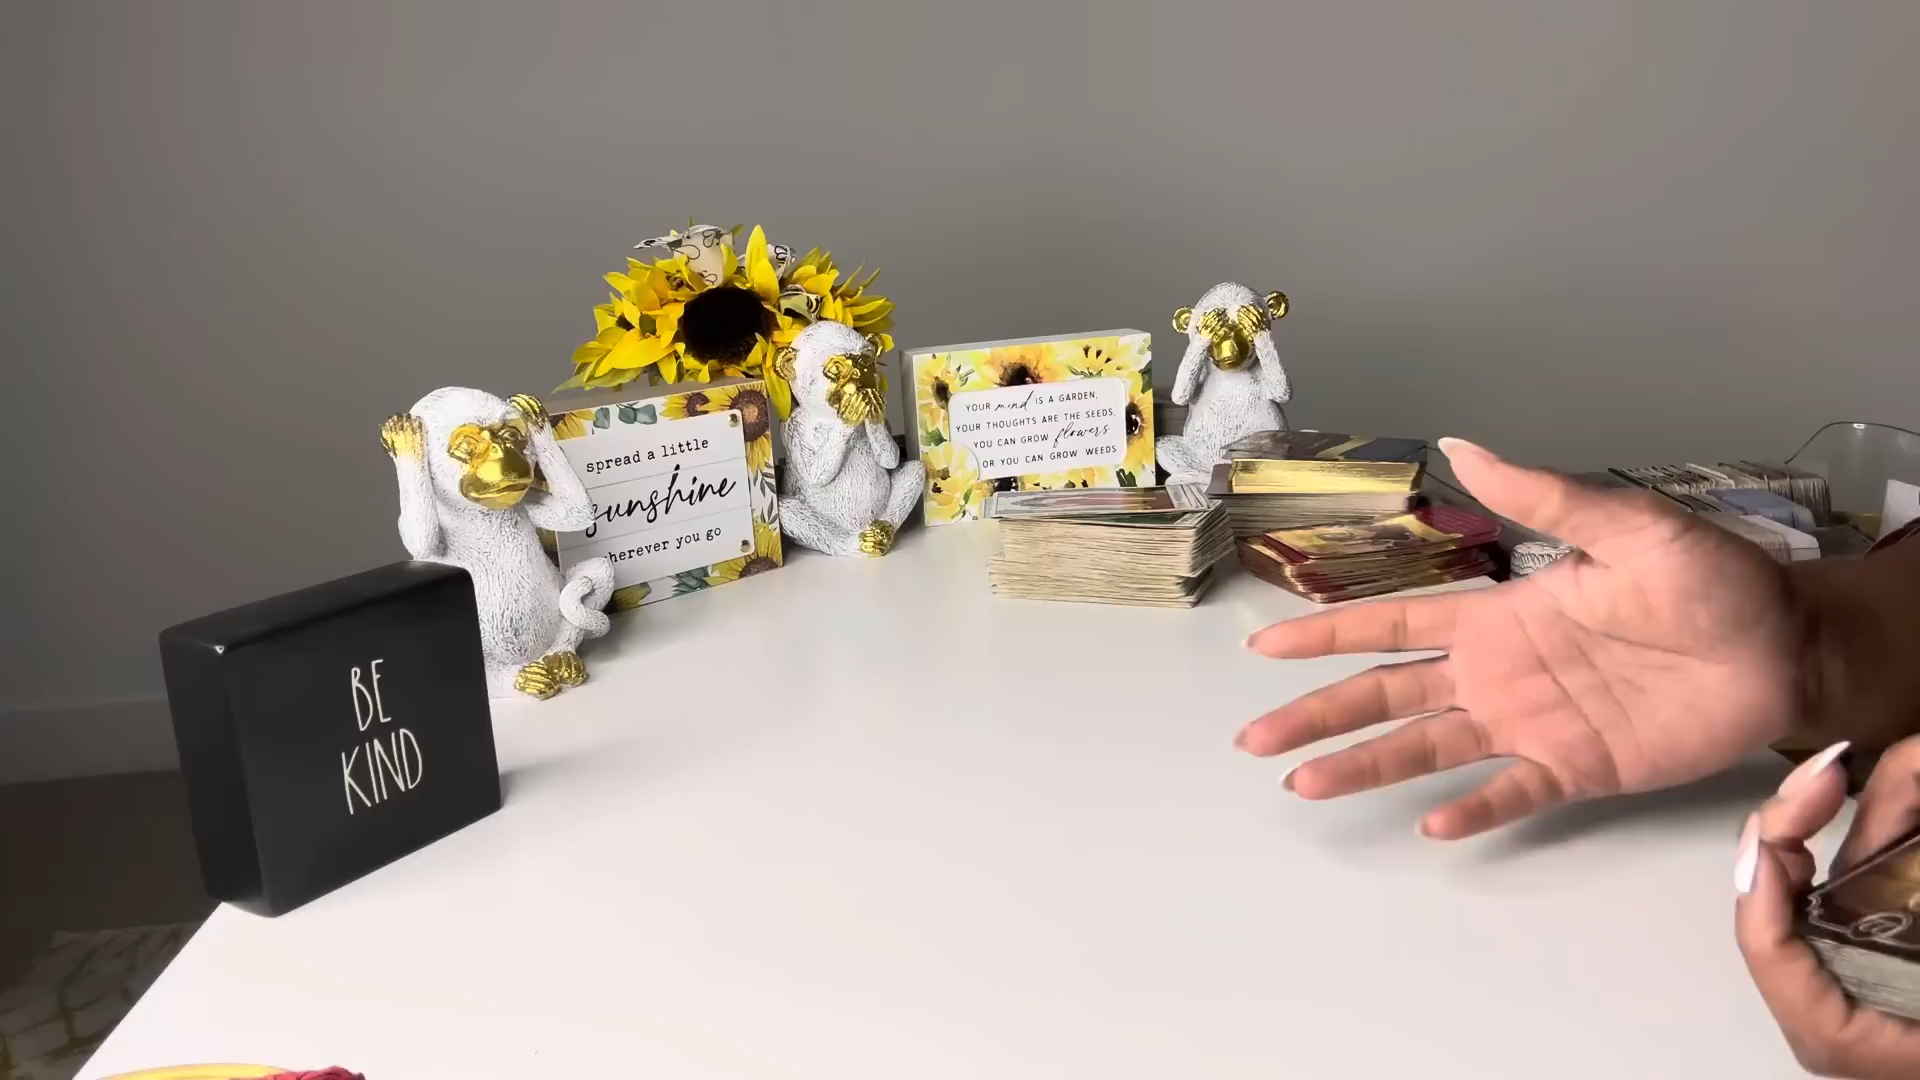 BE
KIND
spread a little
sunshine
wherever you go
YOUR mind IS A GARDEN,
YOUR THOUGHTS ARE THE SEEDS,
YOU CAN GROW flowers
OR YOU CAN GROW WEEDS